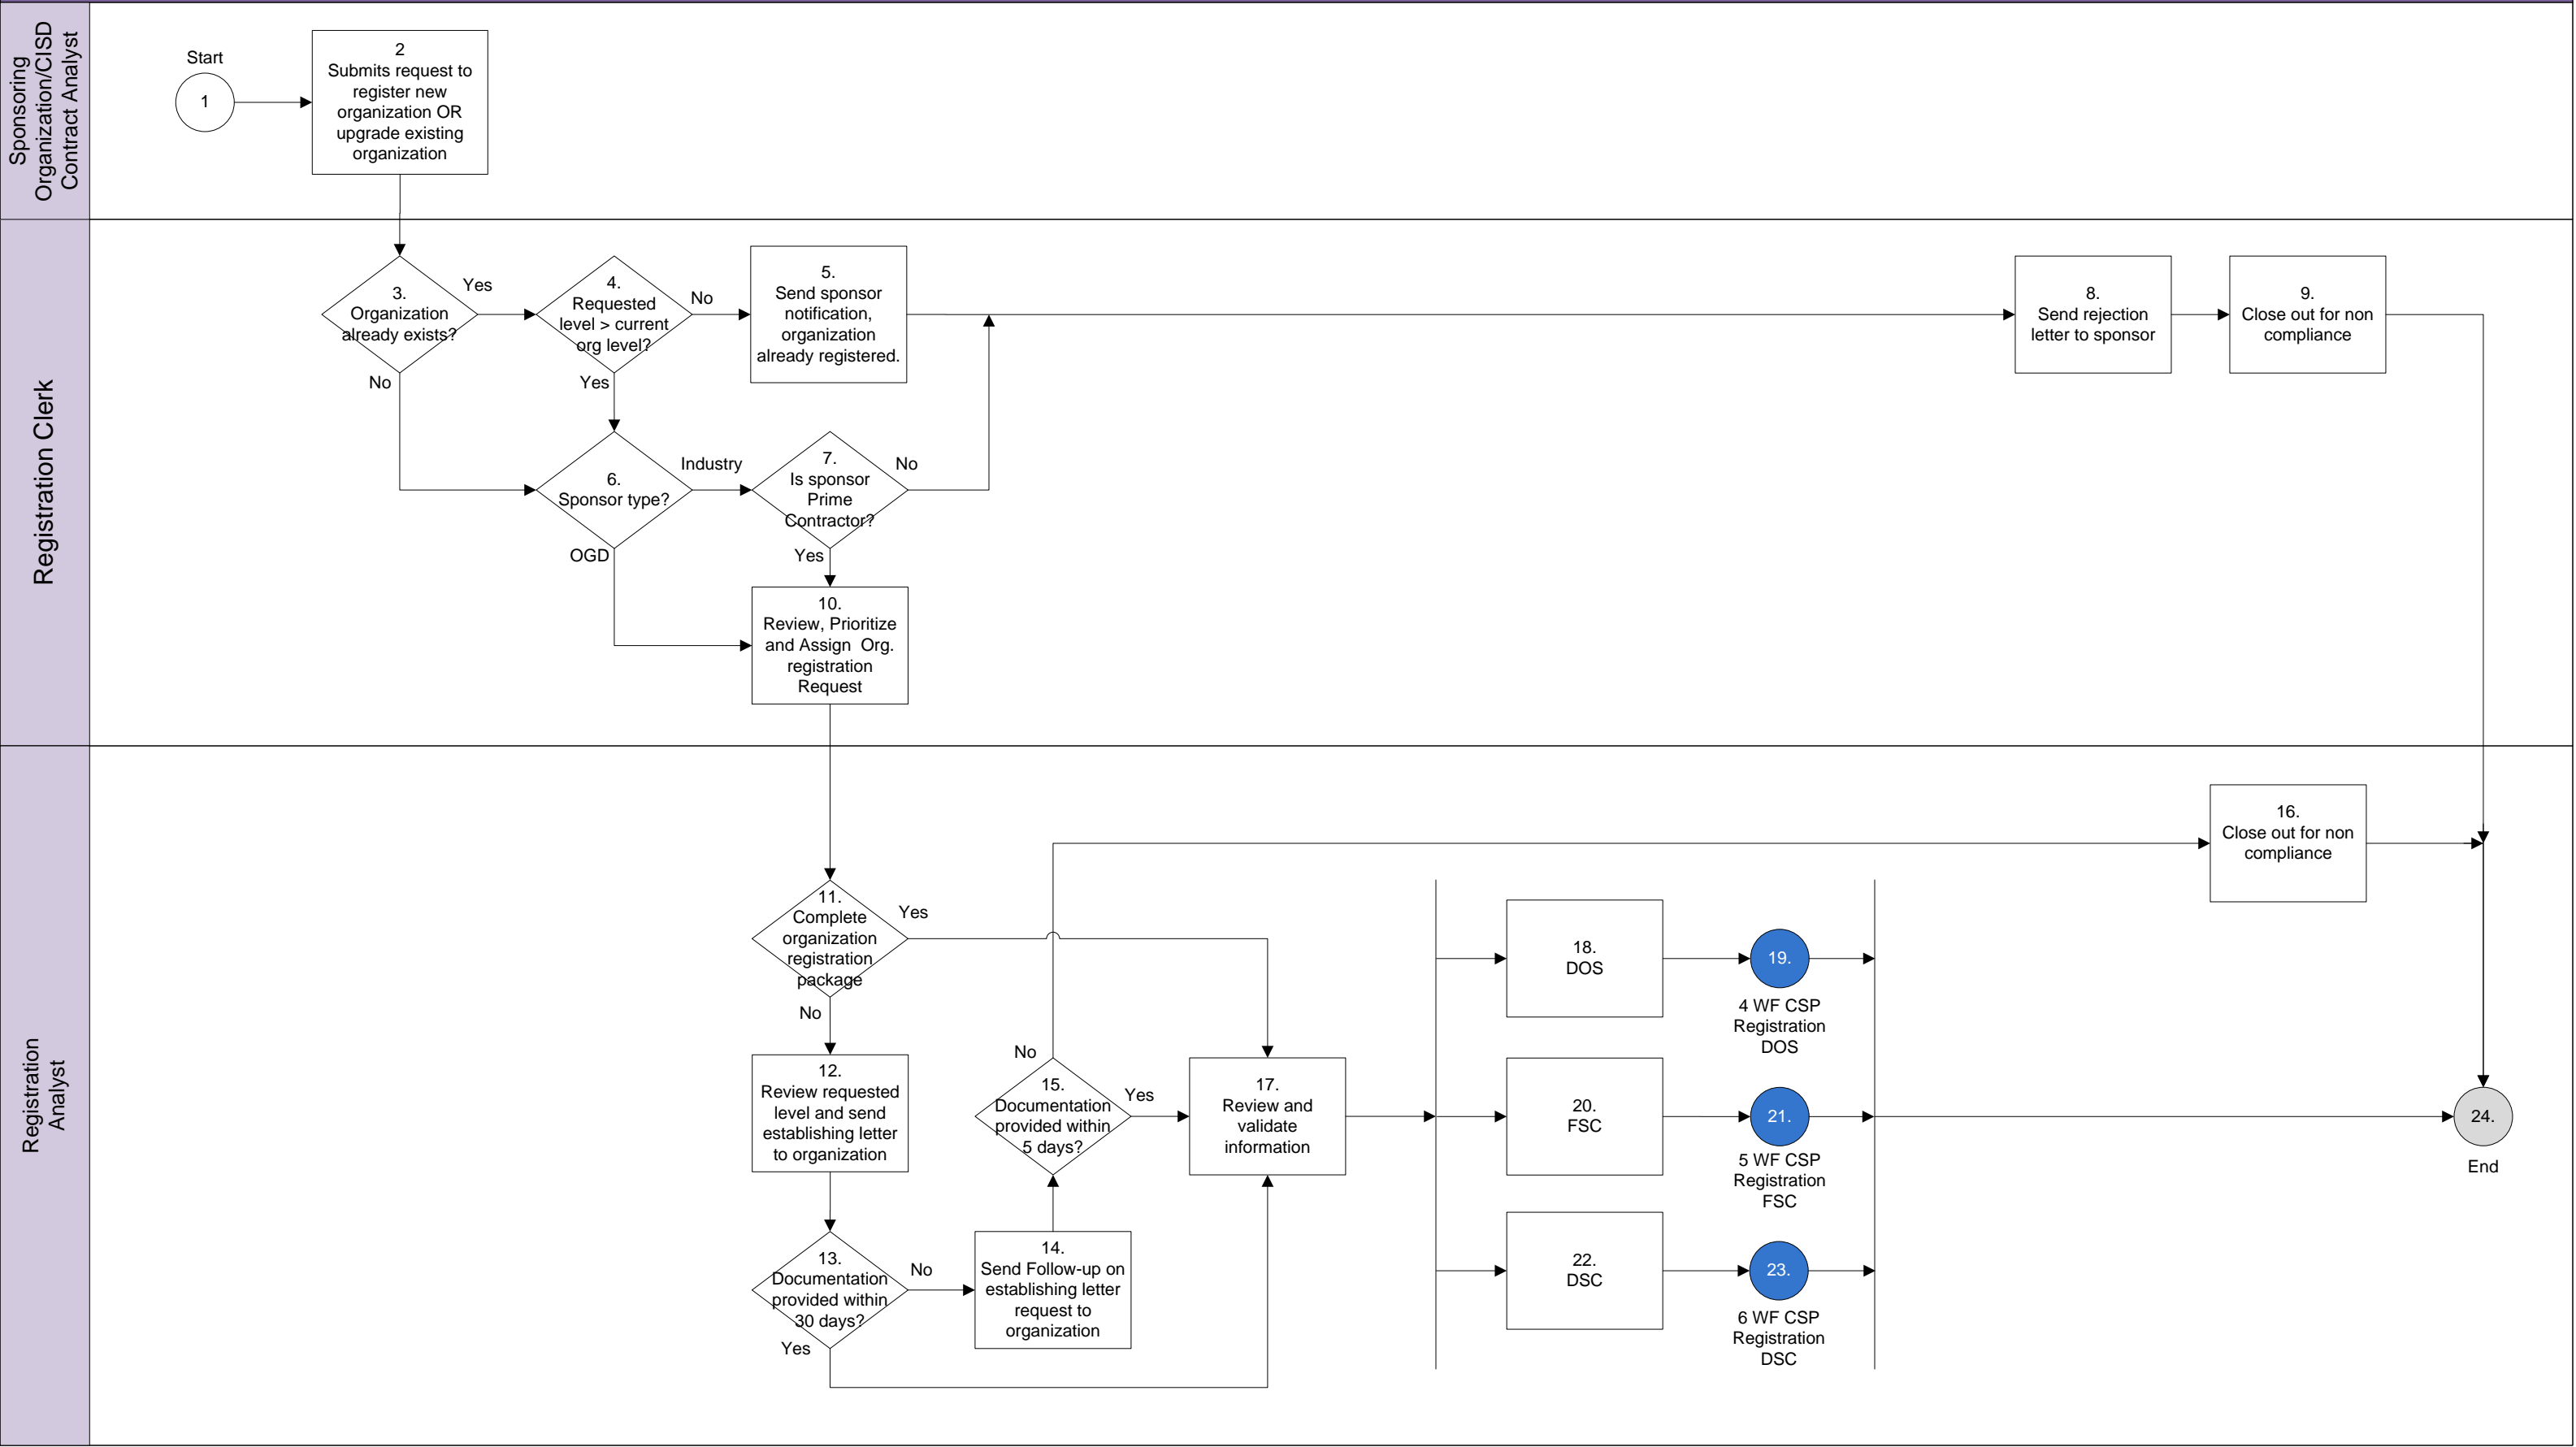 Sponsoring
Organization/CISD
Contract Analyst
Start
1
2
Submits request to
register new
organization OR
upgrade existing
organization
Registration Clerk
3.
Organization
already exists?
Yes
No
4.
Requested
level > current
org level?
No
Yes
5.
Send sponsor
notification,
organization
already registered.
6.
Sponsor type?
Industry
OGD
7.
Is sponsor
Prime
Contractor?
No
Yes
8.
Send rejection
letter to sponsor
9.
Close out for non
compliance
10.
Review, Prioritize
and Assign  Org.
registration
Request
Registration
Analyst
11.
Complete
organization
registration
package
Yes
No
12.
Review requested
level and send
establishing letter
to organization
13.
Documentation
provided within
30 days?
No
Yes
14.
Send Follow-up on
establishing letter
request to
organization
15.
Documentation
provided within
5 days?
No
Yes
16.
Close out for non
compliance
17.
Review and
validate
information
18.
DOS
19.
4 WF CSP
Registration
DOS
20.
FSC
21.
5 WF CSP
Registration
FSC
22.
DSC
23.
6 WF CSP
Registration
DSC
24.
End